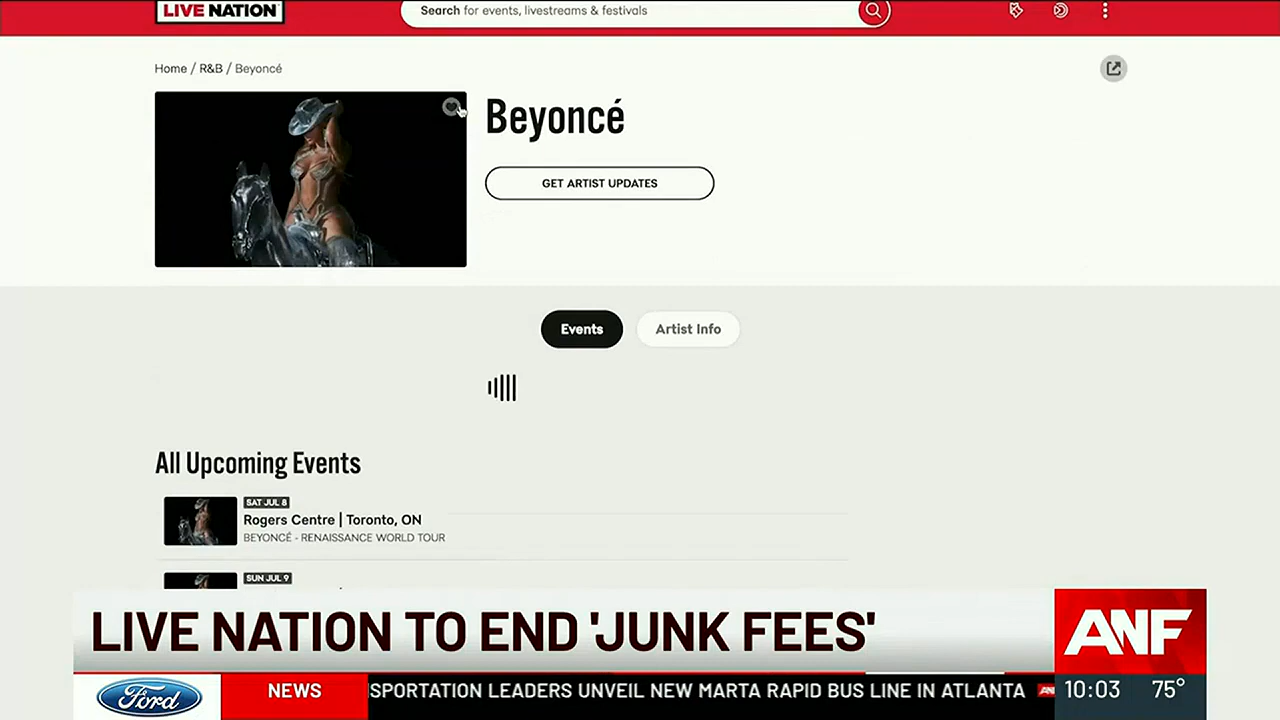 LIVE NATION
Search for events, livestreams & festivals
Home / R&B / Beyoncé
Beyoncé
GET ARTIST UPDATES
Events
Artist Info
All Upcoming Events
SAT JUL 8
Rogers Centre | Toronto, ON
BEYONCÉ - RENAISSANCE WORLD TOUR
SUN JUL 9
LIVE NATION TO END 'JUNK FEES'
ANF
Ford
NEWS
SPORTATION LEADERS UNVEIL NEW MARTA RAPID BUS LINE IN ATLANTA
10:03
75°